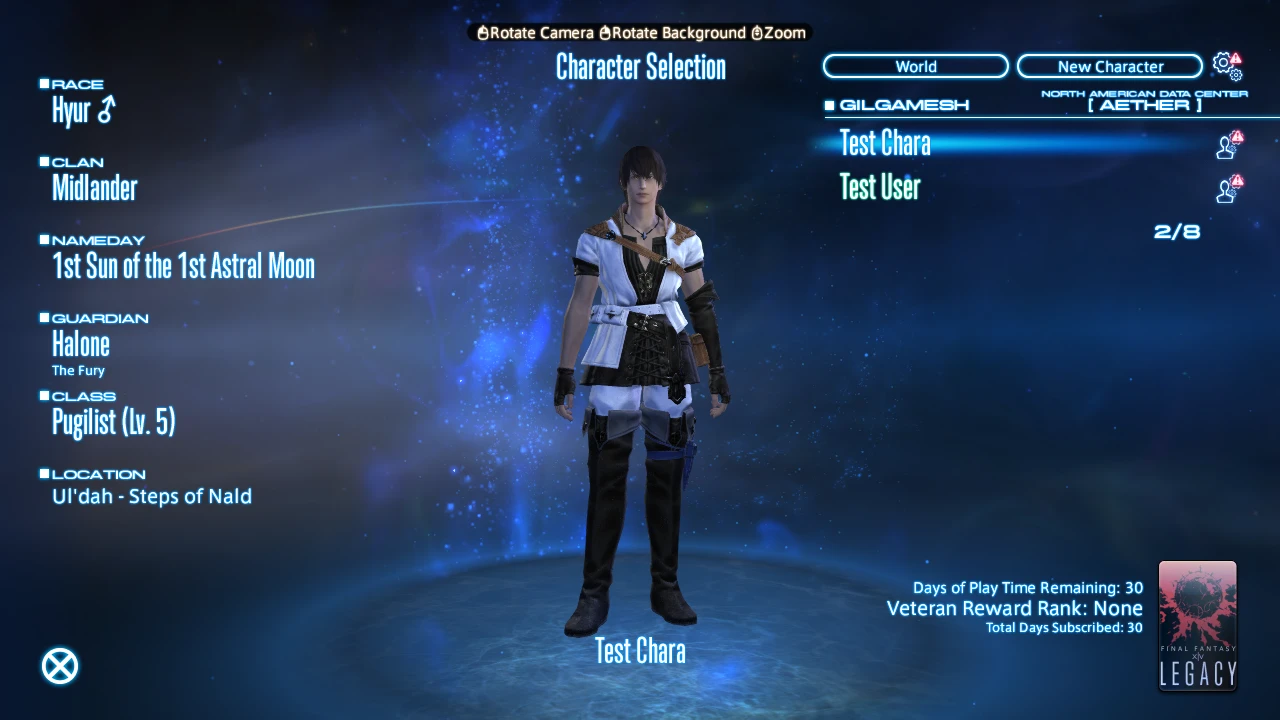 Rotate Camera Rotate Background Zoom
Character Selection
World
New Character
NORTH AMERICAN DATA CENTER
GILGAMESH
[ AETHER ]
Test Chara
Test User
2/8
RACE
Hyur ♂
CLAN
Midlander
NAMEDAY
1st Sun of the 1st Astral Moon
GUARDIAN
Halone
The Fury
CLASS
Pugilist (Lv. 5)
LOCATION
Ul'dah - Steps of Nald
Test Chara
Days of Play Time Remaining: 30
Veteran Reward Rank: None
Total Days Subscribed: 30
FINAL FANTASY
XIV
LEGACY